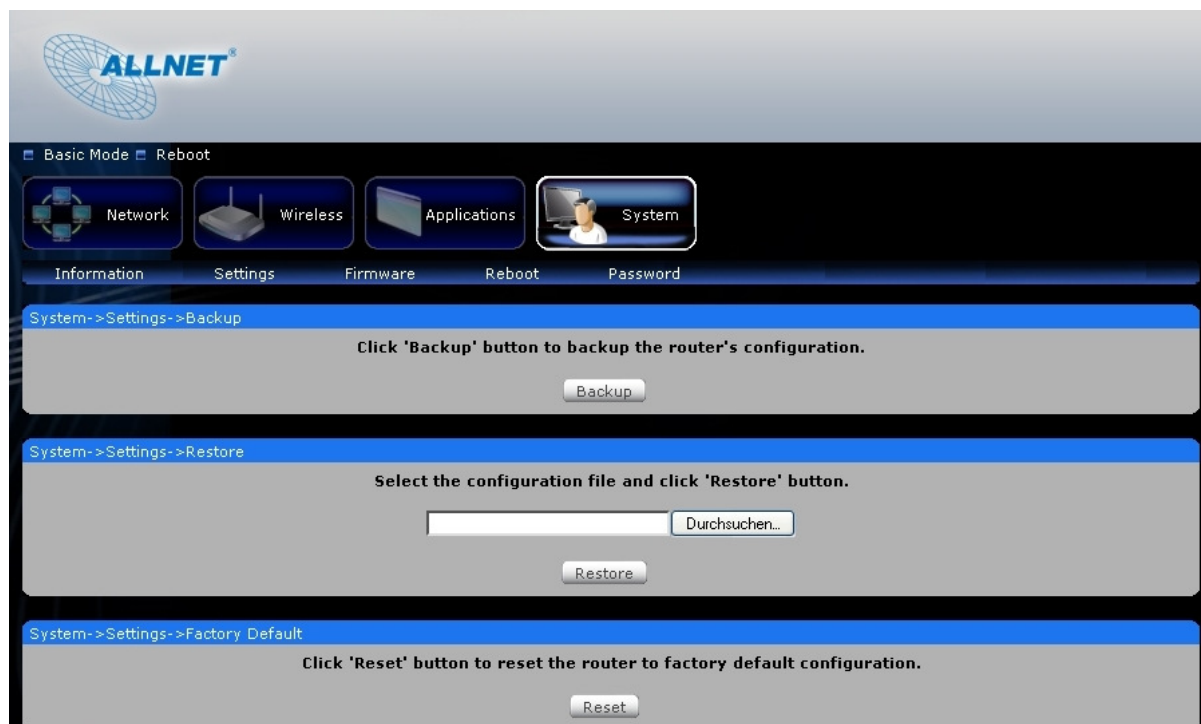 ALLNET®
Basic Mode Reboot
Network Wireless Applications System
Information Settings Firmware Reboot Password
System->Settings->Backup
Click 'Backup' button to backup the router's configuration.
Backup
System->Settings->Restore
Select the configuration file and click 'Restore' button.
Durchsuchen...
Restore
System->Settings->Factory Default
Click 'Reset' button to reset the router to factory default configuration.
Reset